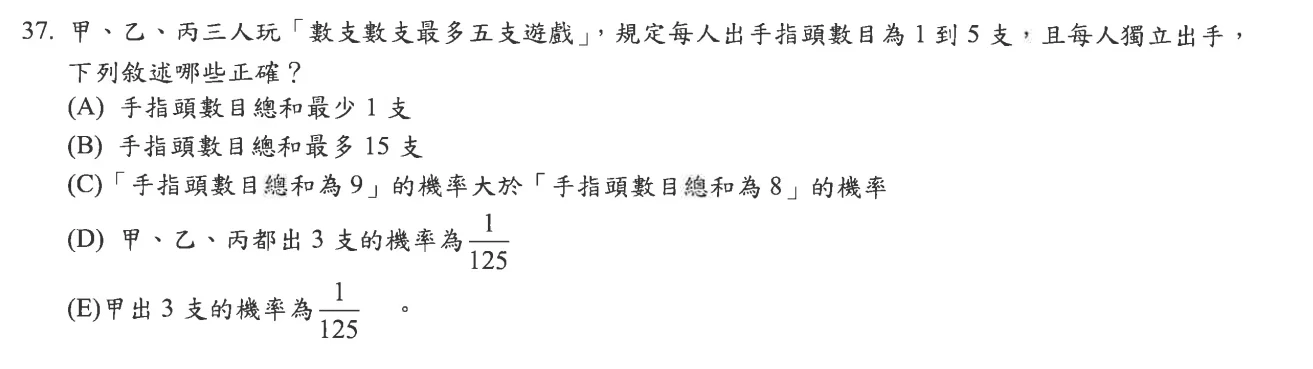 37. 甲、乙、丙三人玩「數支數支最多五支遊戲」，規定每人出手指頭數目為 1 到 5 支，且每人獨立出手，
下列敘述哪些正確？
(A) 手指頭數目總和最少 1 支
(B) 手指頭數目總和最多 15 支
(C)「手指頭數目總和為 9」的機率大於「手指頭數目總和為 8」的機率
(D) 甲、乙、丙都出 3 支的機率為 1/125
(E)甲出 3 支的機率為 1/125 。